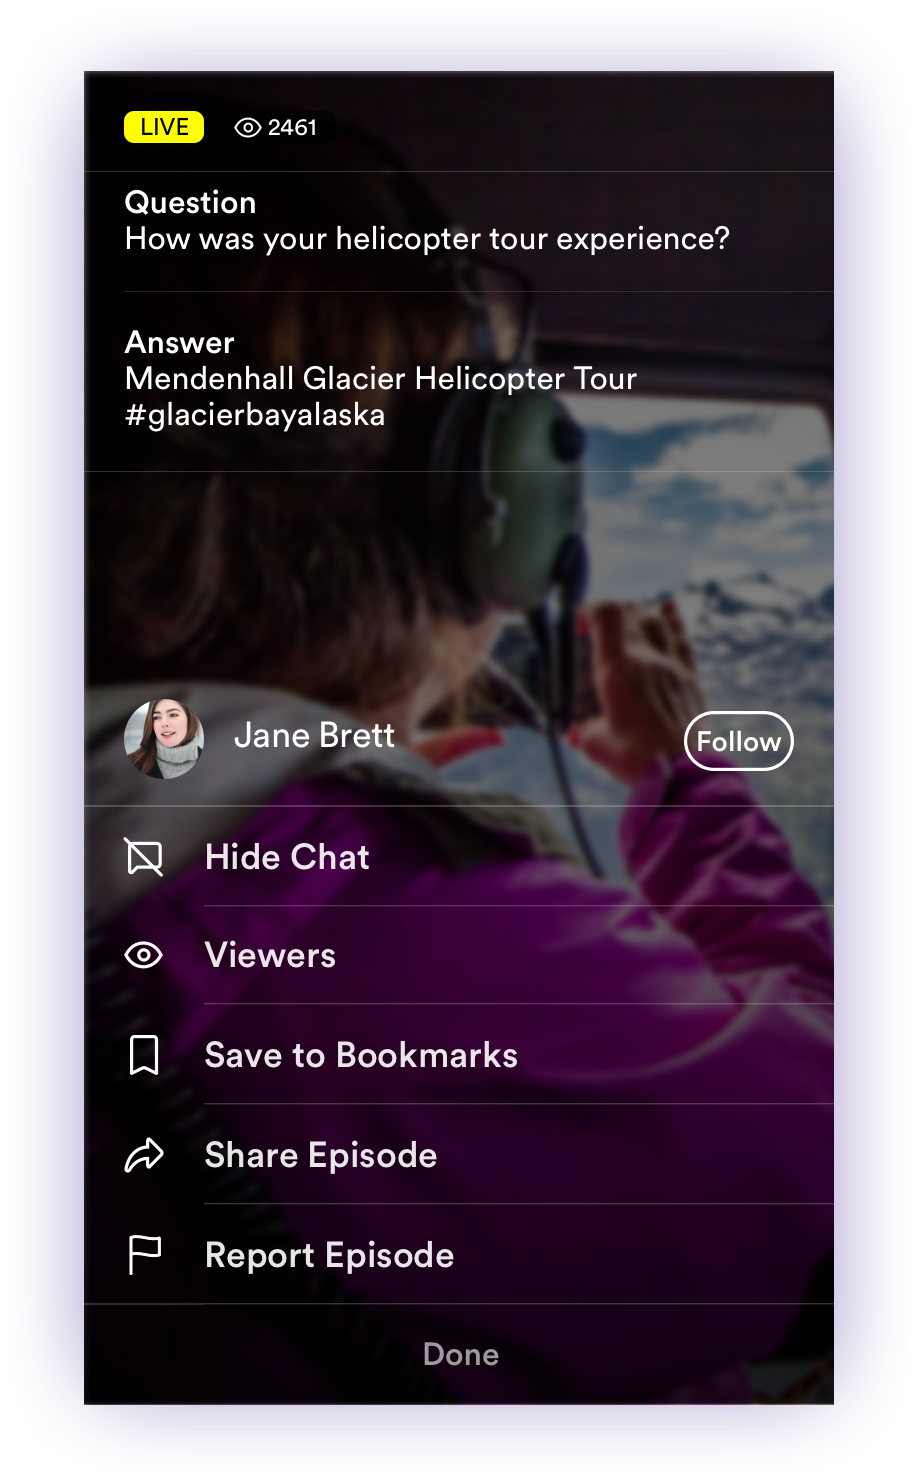 LIVE 2461
Question
How was your helicopter tour experience?
Answer
Mendenhall Glacier Helicopter Tour
#glacierbayalaska
Jane Brett Follow
Hide Chat
Viewers
Save to Bookmarks
Share Episode
Report Episode
Done